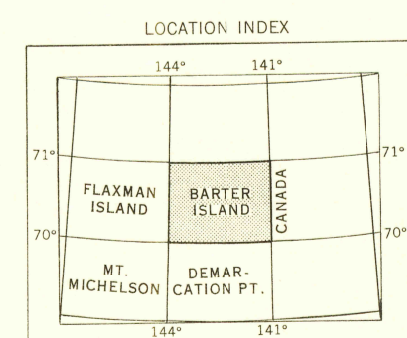 LOCATION INDEX
144° 141°
71° 71°
FLAXMAN
ISLAND
BARTER
ISLAND
CANADA
70° 70°
MT.
MICHELSON
DEMAR-
CATION PT.
144° 141°